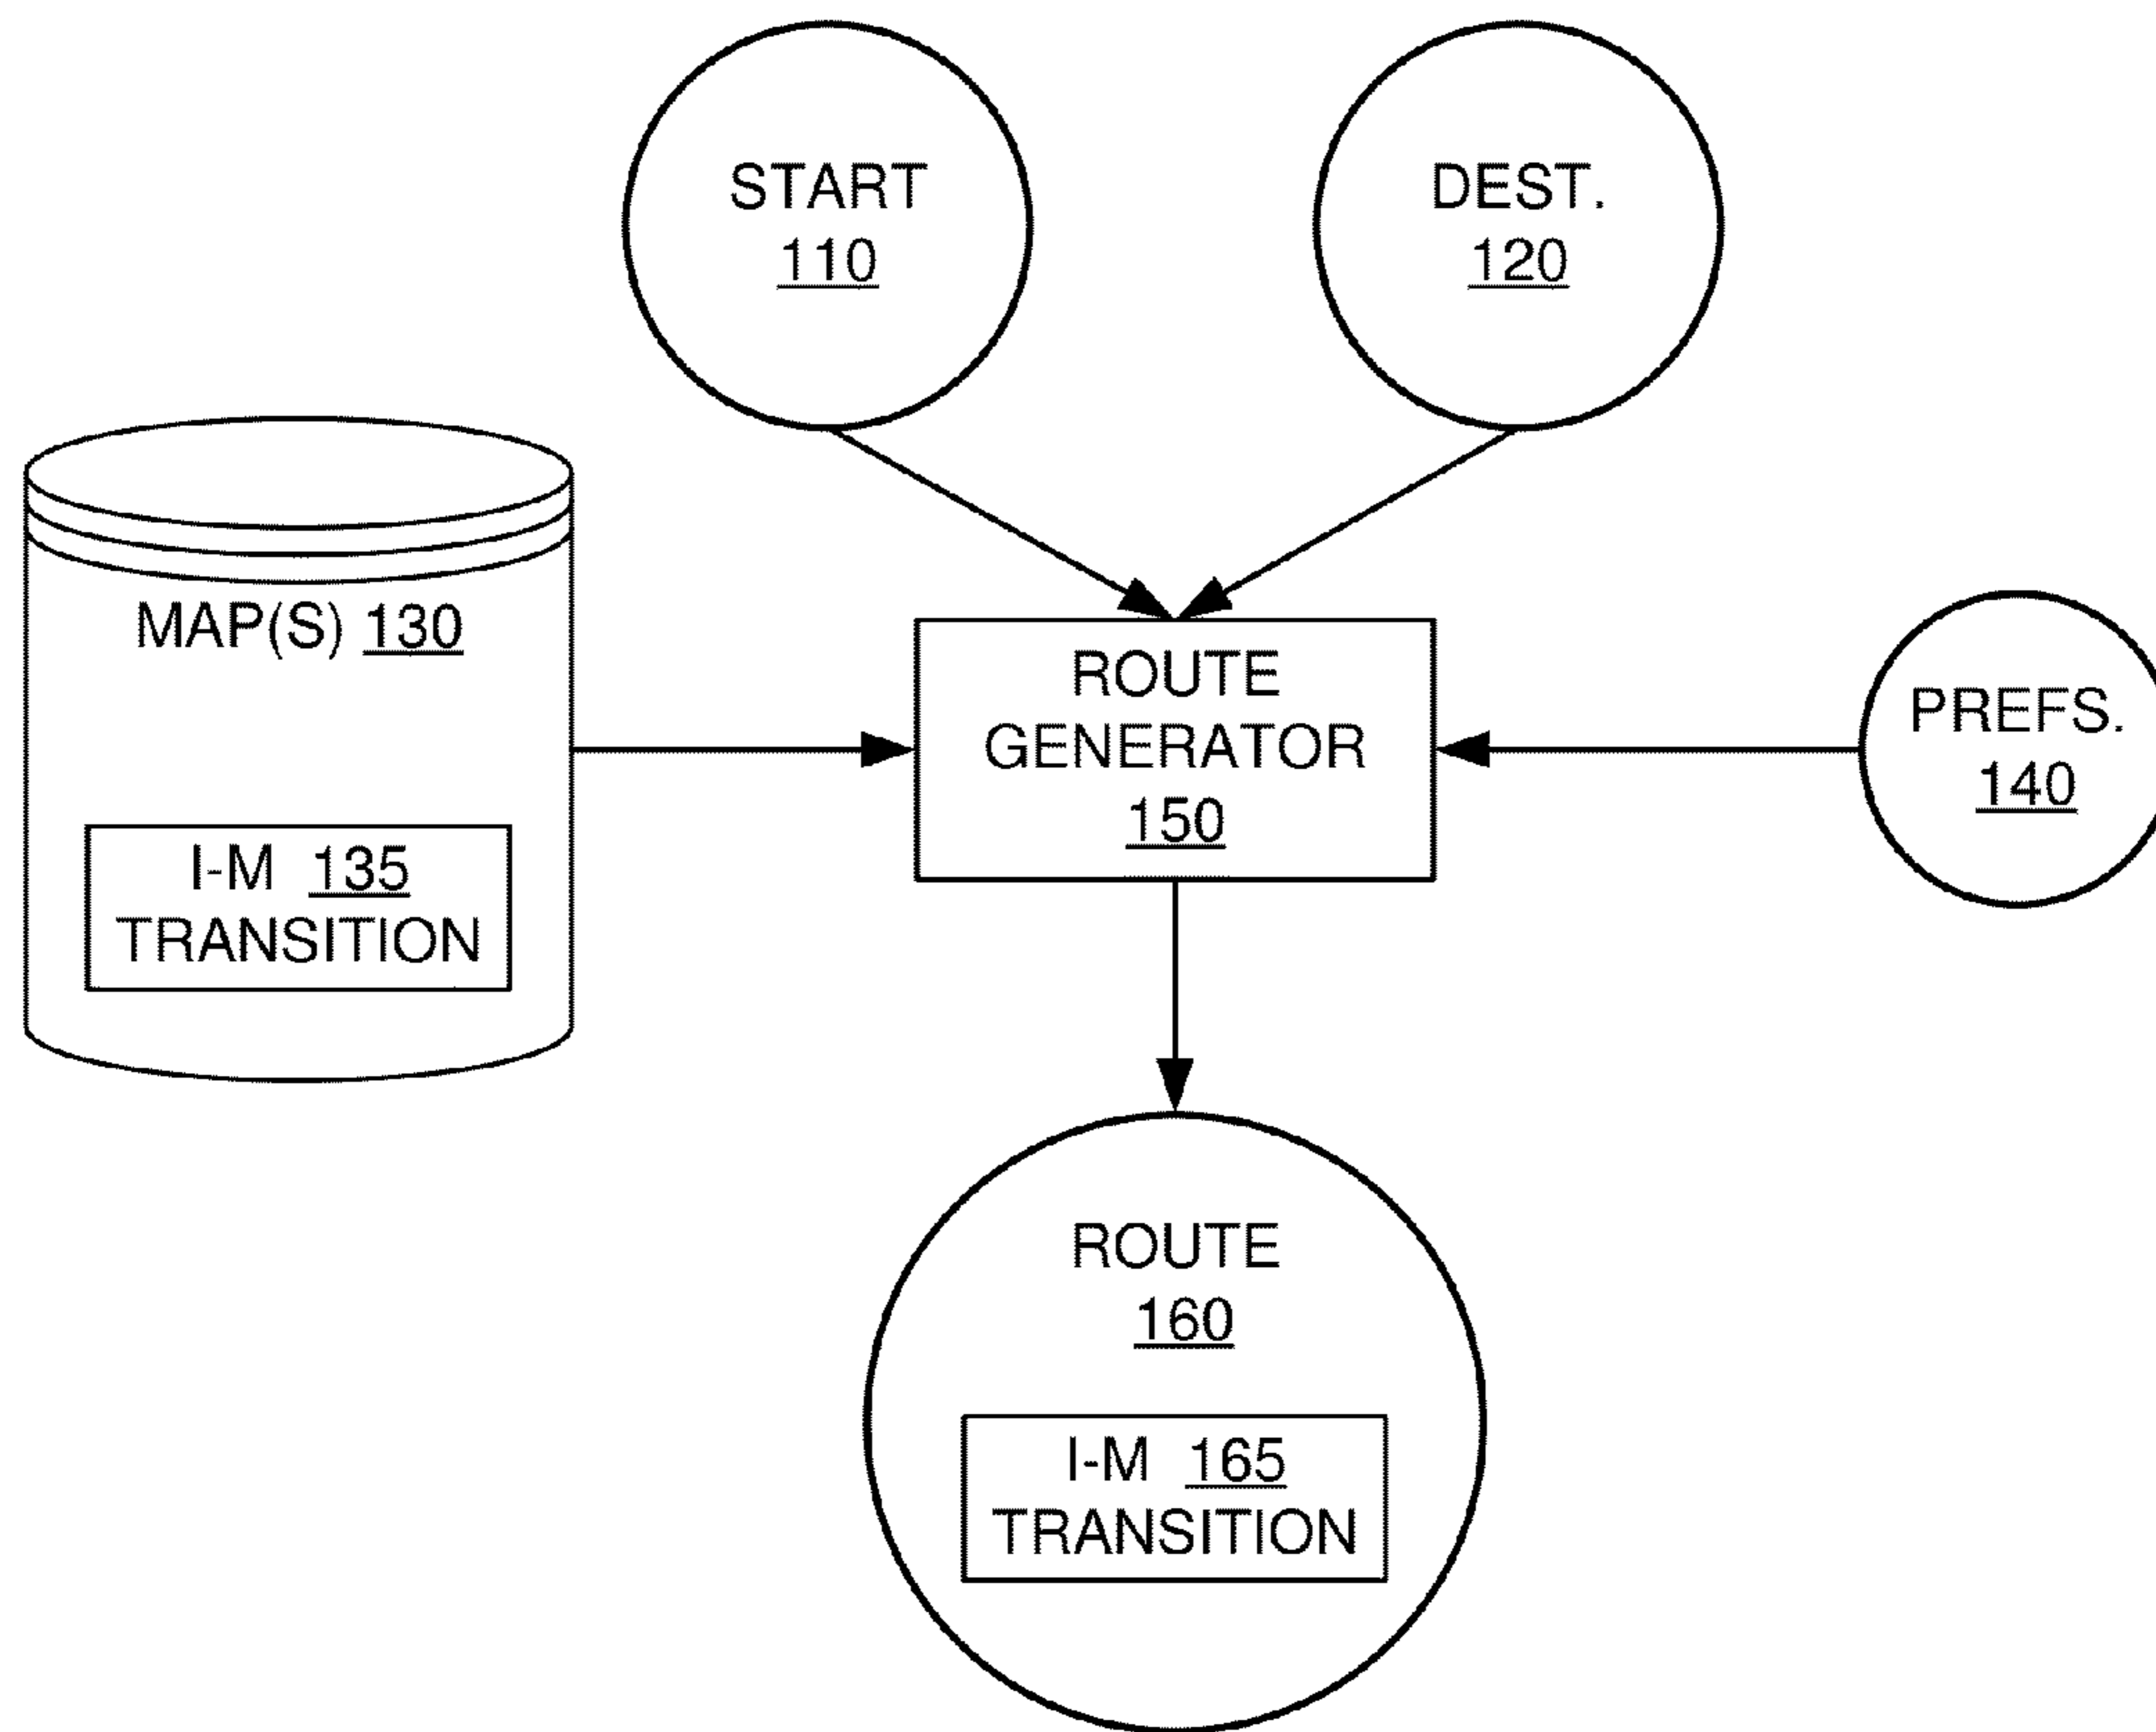 START
110
DEST.
120
MAP(S) 130
I-M 135
TRANSITION
ROUTE
GENERATOR
150
PREFS.
140
ROUTE
160
I-M 165
TRANSITION